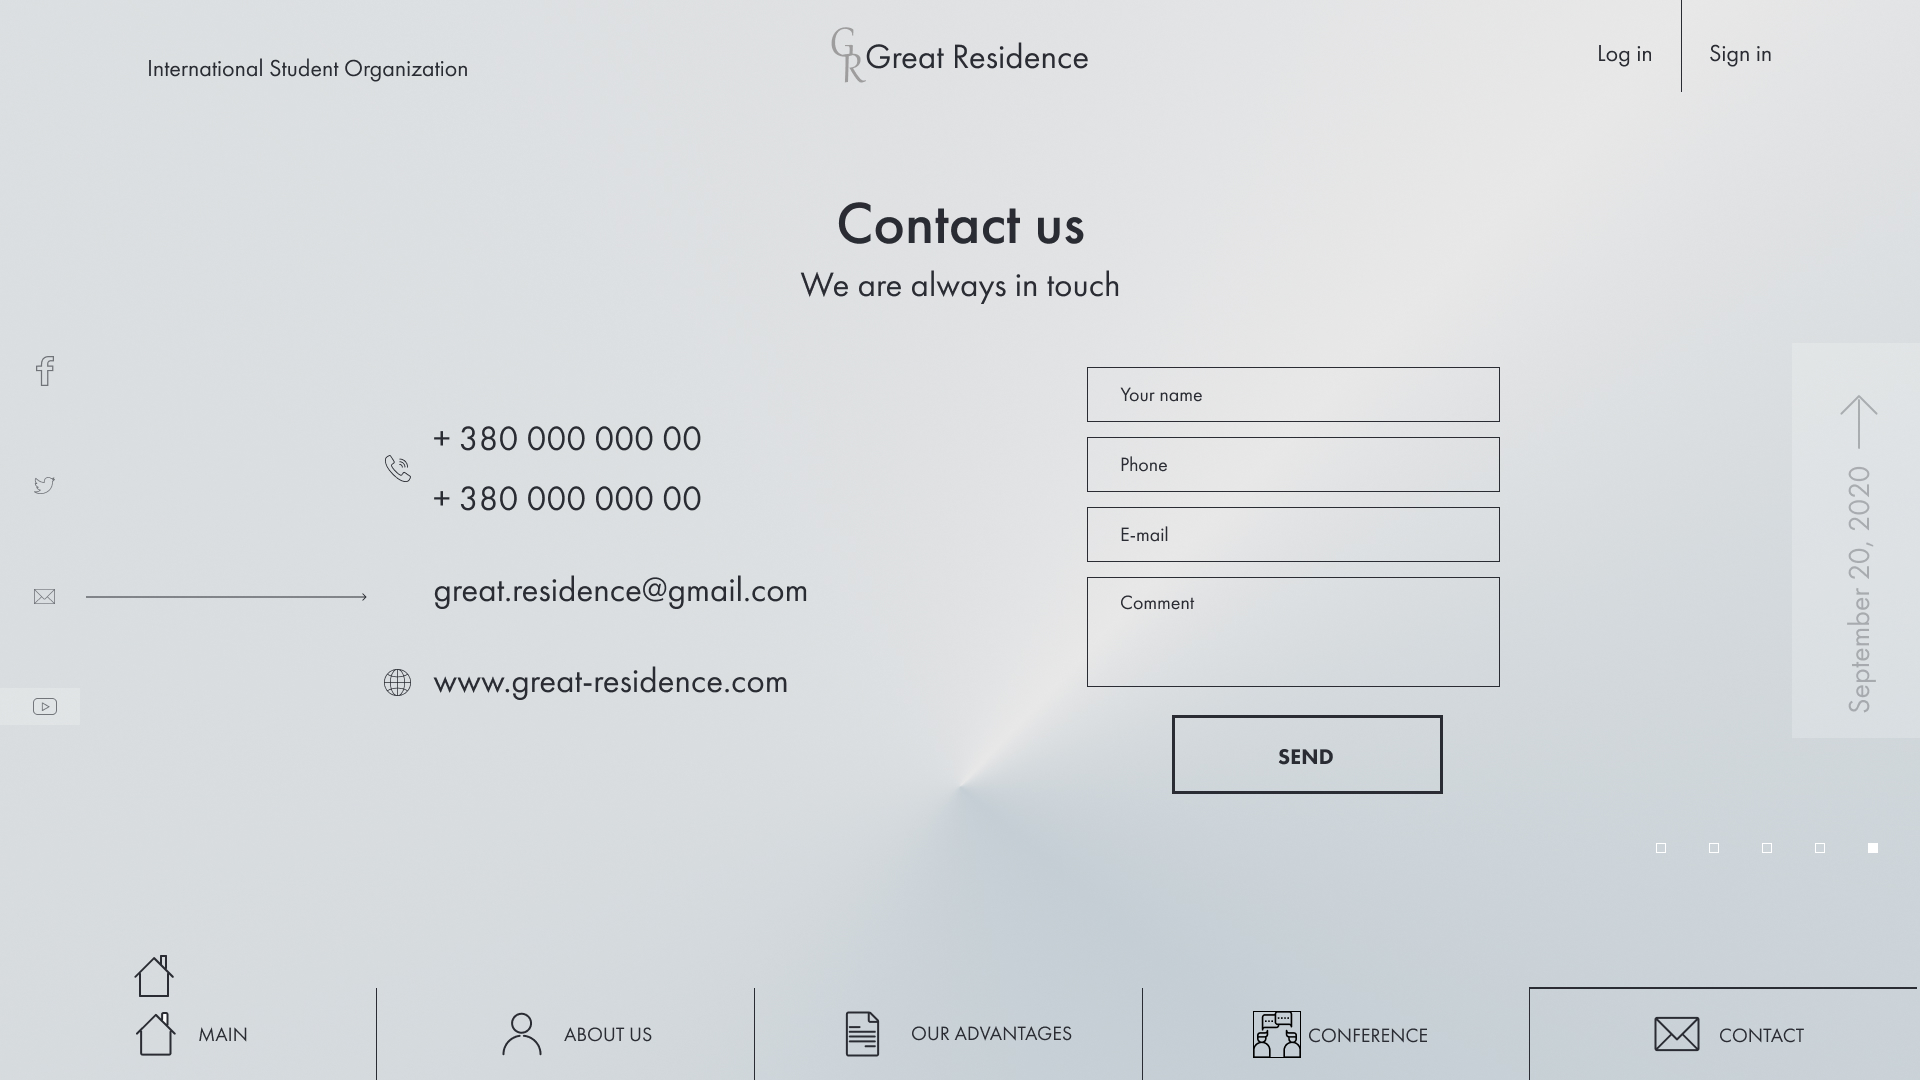 International Student Organization
GR Great Residence
Log in
Sign in
Contact us
We are always in touch
+ 380 000 000 00
+ 380 000 000 00
great.residence@gmail.com
www.great-residence.com
Your name
Phone
E-mail
Comment
SEND
September 20, 2020
MAIN
ABOUT US
OUR ADVANTAGES
CONFERENCE
CONTACT